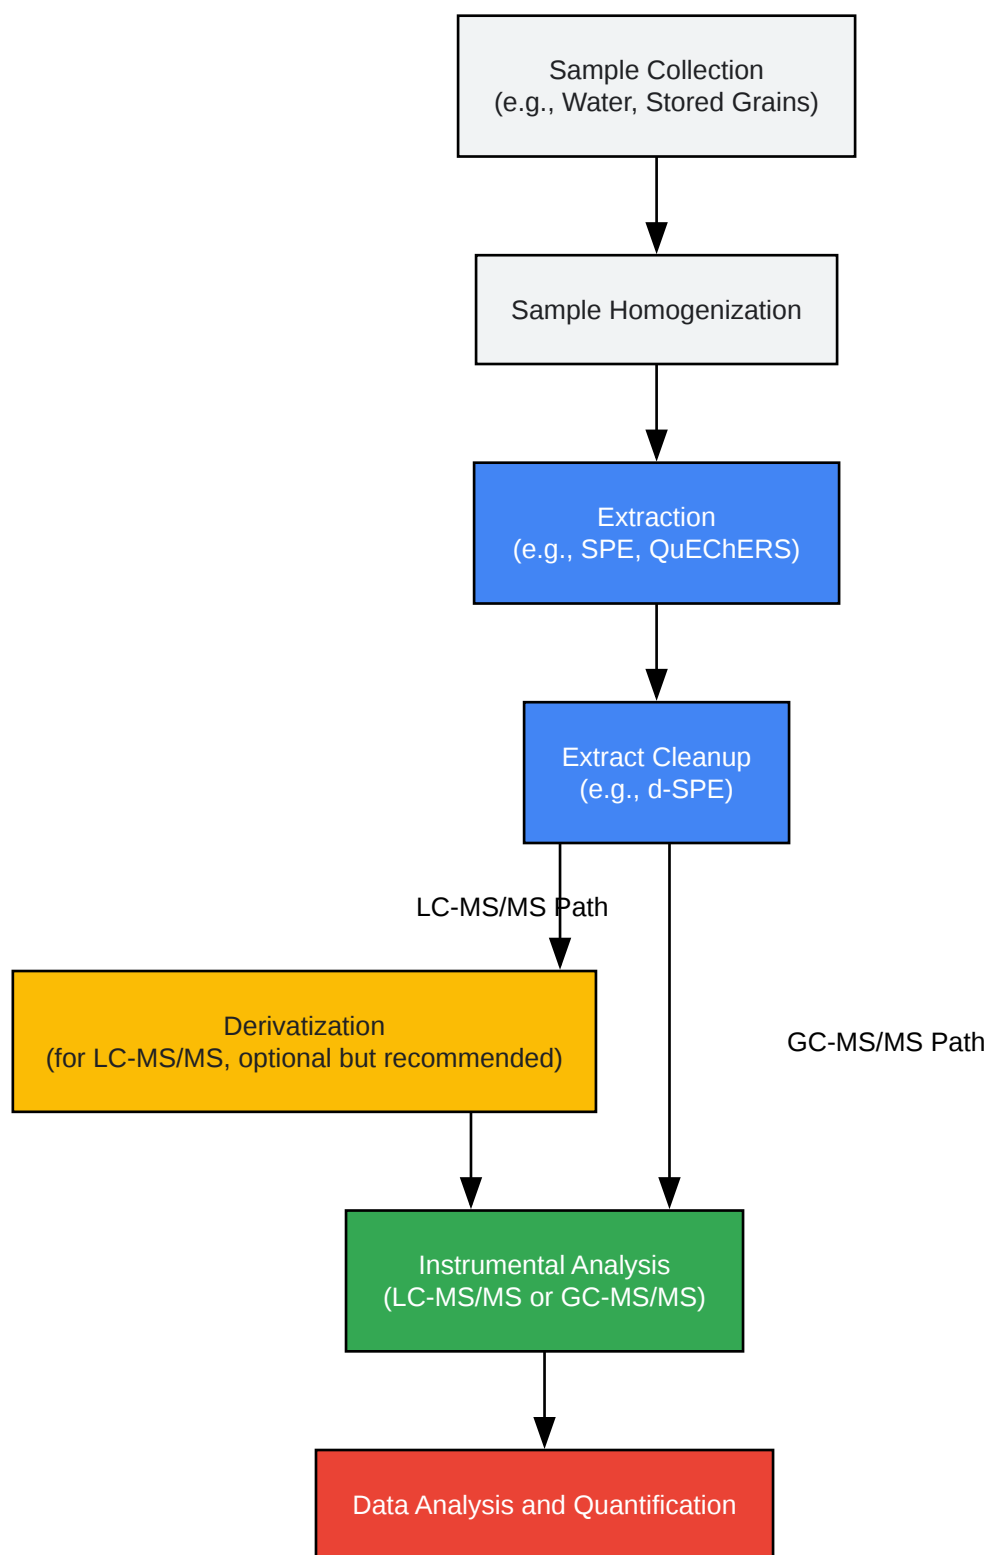 Sample Collection
(e.g., Water, Stored Grains)
Sample Homogenization
Extraction
(e.g., SPE, QuEChERS)
Extract Cleanup
(e.g., d-SPE)
LC-MS/MS Path
Derivatization
(for LC-MS/MS, optional but recommended)
GC-MS/MS Path
Instrumental Analysis
(LC-MS/MS or GC-MS/MS)
Data Analysis and Quantification